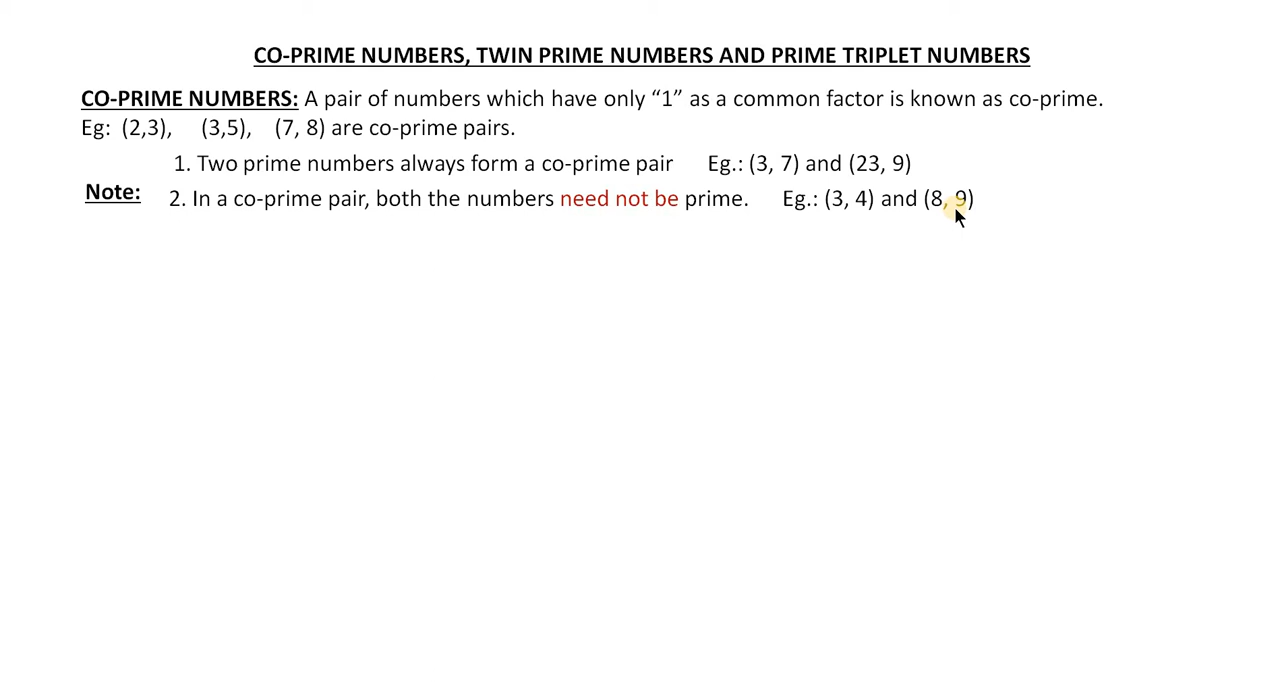 CO-PRIME NUMBERS, TWIN PRIME NUMBERS AND PRIME TRIPLET NUMBERS
CO-PRIME NUMBERS: A pair of numbers which have only “1” as a common factor is known as co-prime.
Eg: (2,3), (3,5), (7, 8) are co-prime pairs.
1. Two prime numbers always form a co-prime pair Eg.: (3, 7) and (23, 9)
Note: 2. In a co-prime pair, both the numbers need not be prime. Eg.: (3, 4) and (8, 9)